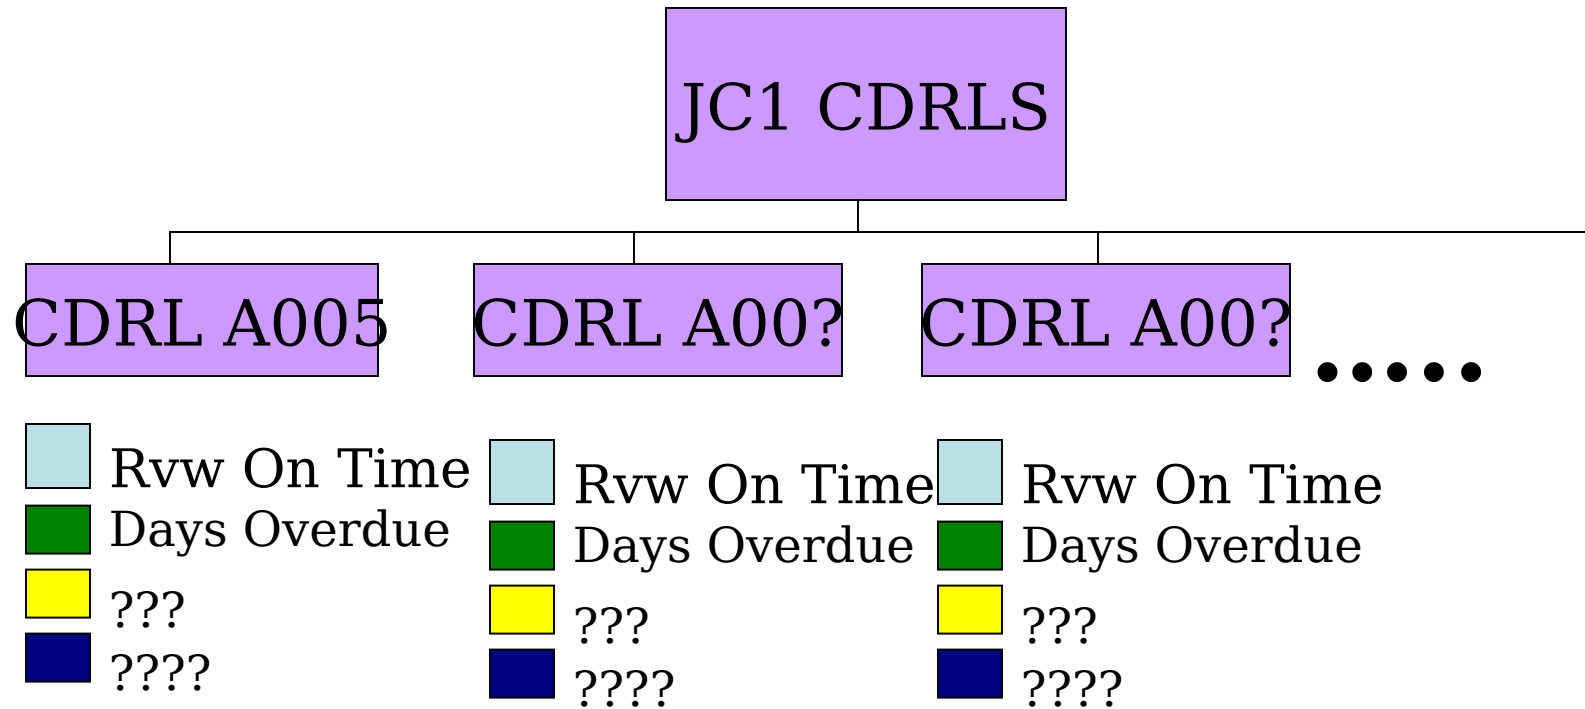 JC1 CDRLS
CDRL A005
CDRL A00?
CDRL A00?
•••••
Rvw On Time
Days Overdue
???
????
Rvw On Time
Days Overdue
???
????
Rvw On Time
Days Overdue
???
????